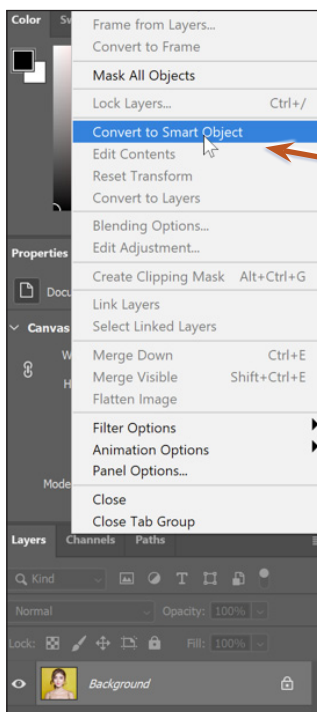 Color Sw
Frame from Layers...
Convert to Frame
Mask All Objects
Lock Layers... Ctrl+/
Convert to Smart Object
Edit Contents
Reset Transform
Convert to Layers
Blending Options...
Edit Adjustment...
Properties
Create Clipping Mask Alt+Ctrl+G
Docu
Link Layers
Canvas
Select Linked Layers
W
Merge Down Ctrl+E
H
Merge Visible Shift+Ctrl+E
Flatten Image
Filter Options
Animation Options
Panel Options...
Mode
Close
Close Tab Group
Layers Channels Paths
Kind
Normal Opacity: 100%
Lock: Fill: 100%
Background